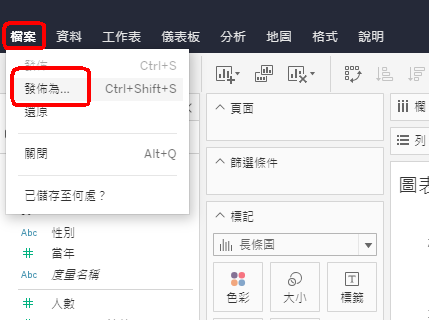 檔案 資料 工作表 儀表板 分析 地圖 格式 說明
發佈 Ctrl+S
發佈為... Ctrl+Shift+S
還原
關閉 Alt+Q
已儲存至何處？
Abc 性別
當年
Abc 度量名稱
人數
頁面
篩選條件
標記
長條圖
色彩 大小 標籤
欄
列
圖表